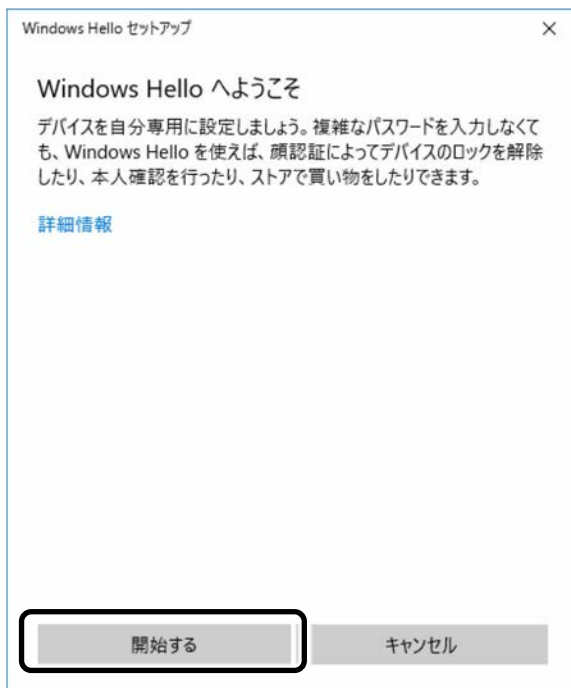 Windows Hello セットアップ
Windows Hello へようこそ
デバイスを自分専用に設定しましょう。複雑なパスワードを入力しなくて
も、Windows Hello を使えば、顔認証によってデバイスのロックを解除
したり、本人確認を行ったり、ストアで買い物をしたりできます。
詳細情報
開始する
キャンセル